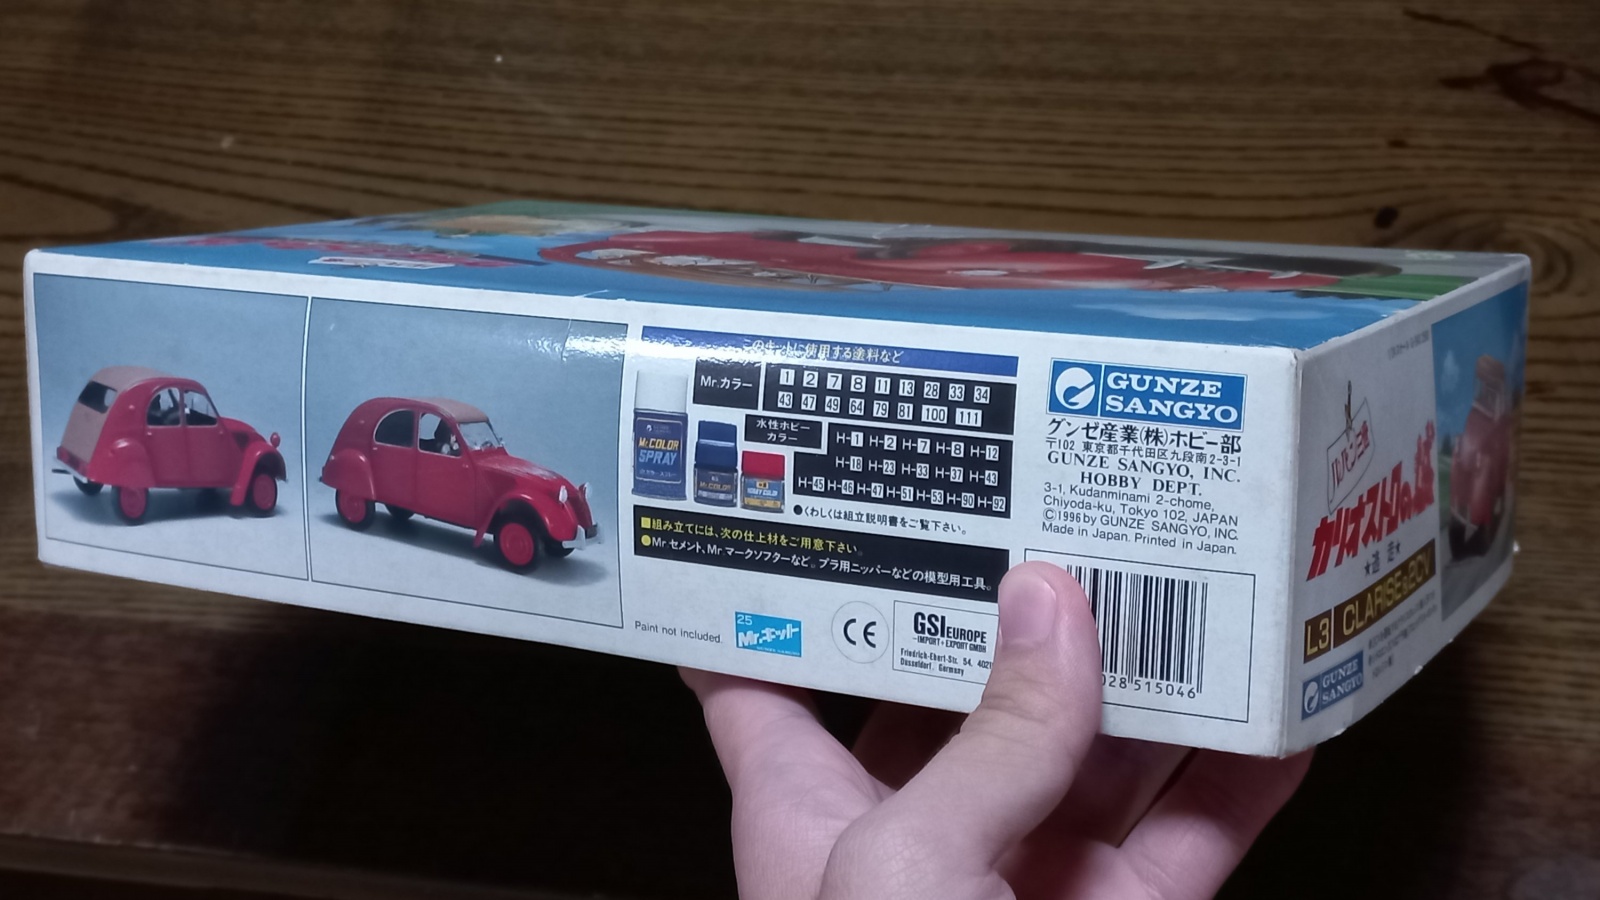 このキットに使用する塗料など
Mr.カラー
1 2 7 8 11 13 28 33 34
43 47 49 64 79 81 100 111
水性ホビー
カラー
H-1 H-2 H-7 H-8 H-12
H-18 H-23 H-33 H-37 H-43
H-45 H-46 H-47 H-51 H-53 H-90 H-92
Mr.COLOR
SPRAY
●くわしくは組立説明書をご覧下さい。
■組み立てには、次の仕上材をご用意下さい。
●Mr.セメント、Mr.マークソフターなど。プラ用ニッパーなどの模型用工具。
Paint not included.
25
Mr.キット
CE
GSI EUROPE
-IMPORT+EXPORT GMBH
Friedrich-Ebert-Str. 54, 
Düsseldorf, Germany
GUNZE
SANGYO
グンゼ産業(株)ホビー部
〒102 東京都千代田区九段南2-3-1
GUNZE SANGYO, INC.
HOBBY DEPT.
3-1, Kudanminami 2-chome,
Chiyoda-ku, Tokyo 102, JAPAN
©1996 by GUNZE SANGYO, INC.
Made in Japan. Printed in Japan.
028 515046
ルパン三世
カリオストロの城
★追走★
L3 CLARISE's 2CV
GUNZE
SANGYO